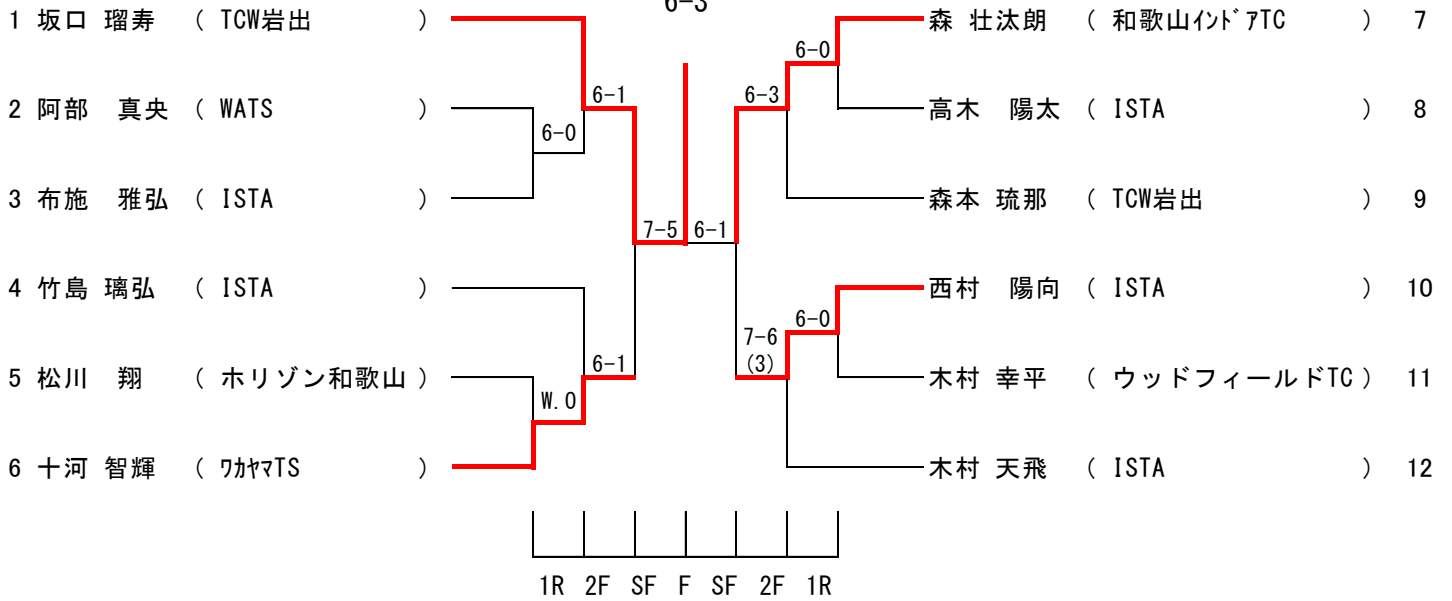 6-3
1 坂口 瑠寿 ( TCW岩出 )
2 阿部 真央 ( WATS )
3 布施 雅弘 ( ISTA )
4 竹島 璃弘 ( ISTA )
5 松川 翔 ( ホリゾン和歌山 )
6 十河 智輝 ( ワカヤマTS )
6-1
6-0
7-5
6-1
W.O
6-1
6-3
6-0
7-6
(3)
6-0
森 壮汰朗 ( 和歌山インドアTC ) 7
高木 陽太 ( ISTA ) 8
森本 琉那 ( TCW岩出 ) 9
西村 陽向 ( ISTA ) 10
木村 幸平 ( ウッドフィールドTC ) 11
木村 天飛 ( ISTA ) 12
1R 2F SF F SF 2F 1R